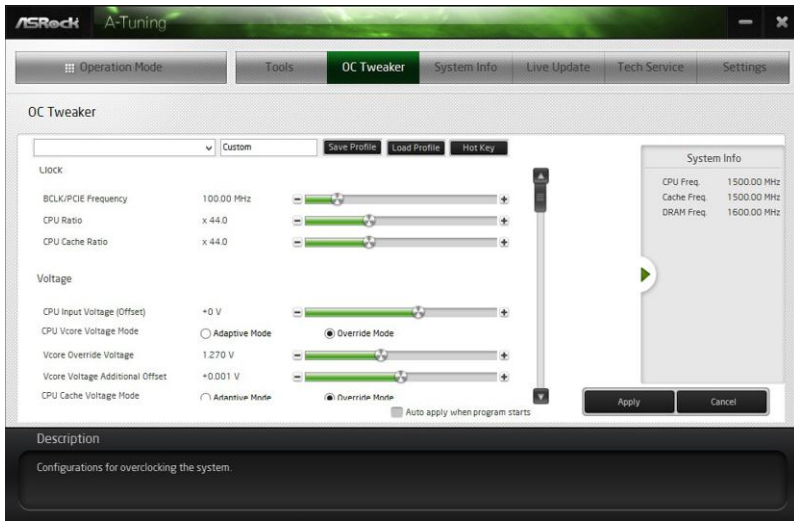 ASRock A-Tuning
Operation Mode Tools OC Tweaker System Info Live Update Tech Service Settings
OC Tweaker
Custom Save Profile Load Profile Hot Key
Clock
BCLK/PCIE Frequency 100.00 MHz
CPU Ratio x 44.0
CPU Cache Ratio x 44.0
Voltage
CPU Input Voltage (Offset) +0 V
CPU Vcore Voltage Mode Adaptive Mode Override Mode
Vcore Override Voltage 1.270 V
Vcore Voltage Additional Offset +0.001 V
CPU Cache Voltage Mode Adaptive Mode Override Mode
Auto apply when program starts
System Info
CPU Freq. 1500.00 MHz
Cache Freq. 1500.00 MHz
DRAM Freq. 1600.00 MHz
Apply Cancel
Description
Configurations for overclocking the system.